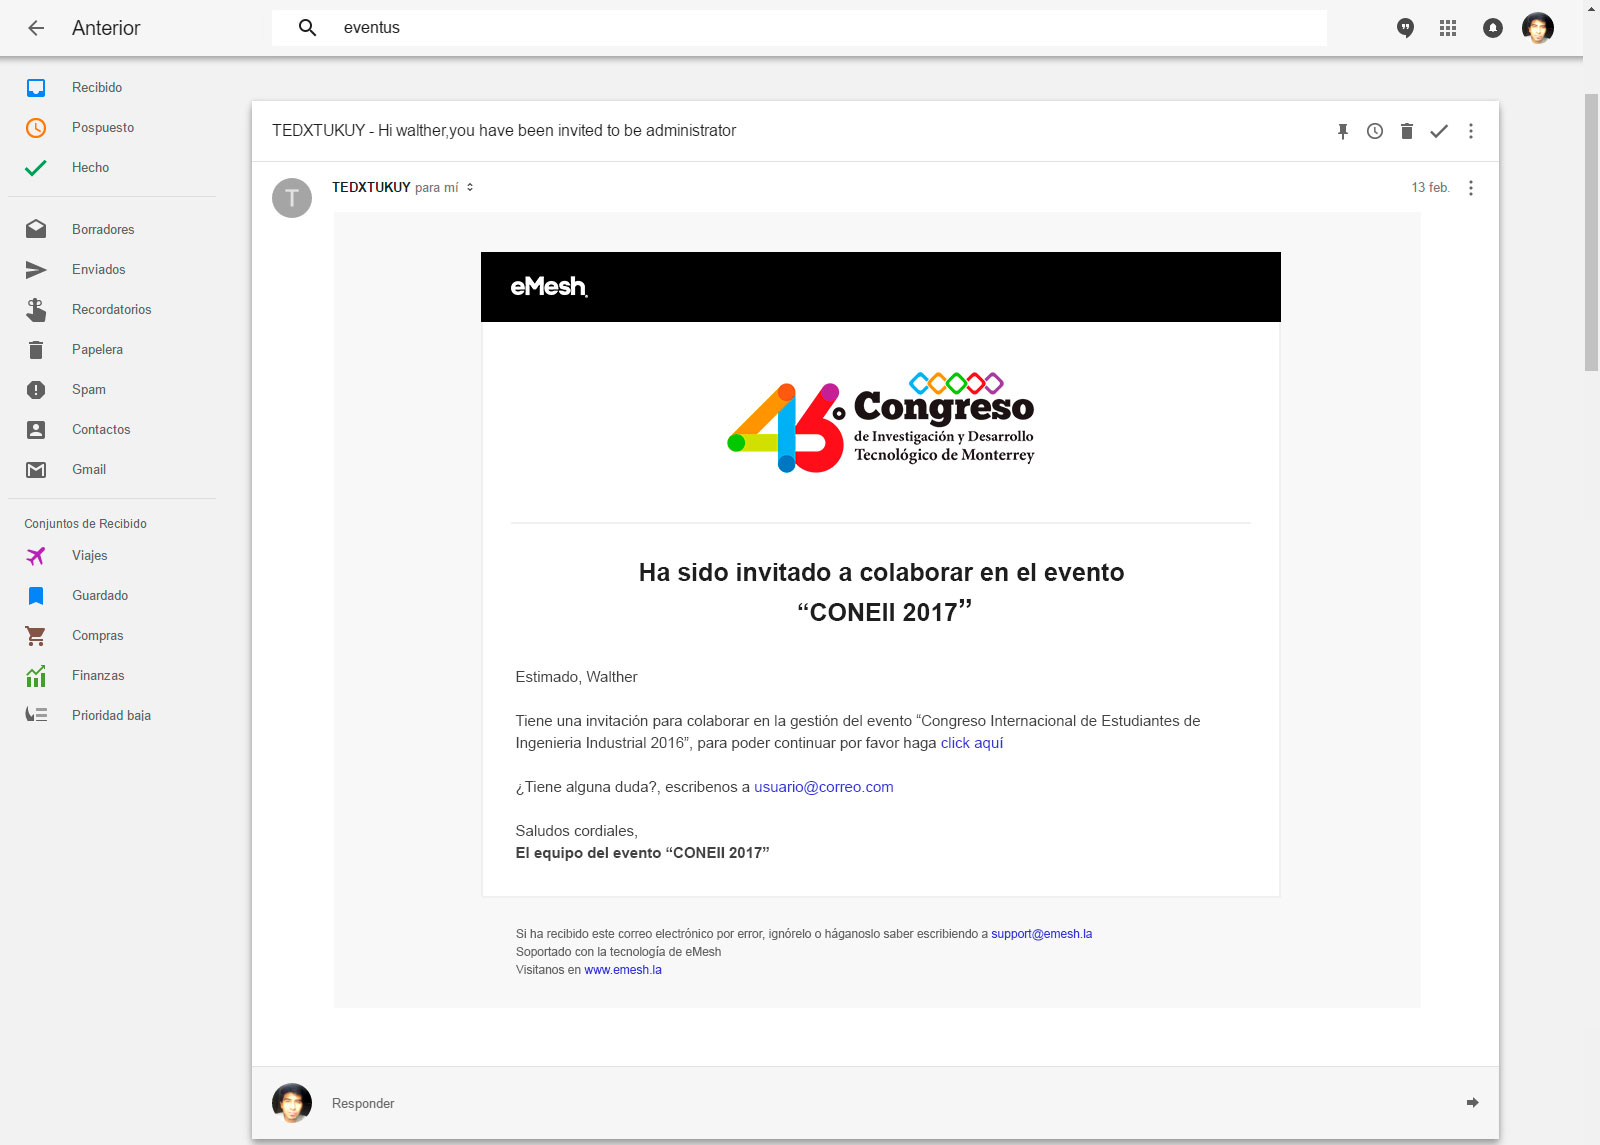 Anterior
eventus
Recibido
Pospuesto
Hecho
Borradores
Enviados
Recordatorios
Papelera
Spam
Contactos
Gmail
Conjuntos de Recibido
Viajes
Guardado
Compras
Finanzas
Prioridad baja
TEDXTUKUY - Hi walther,you have been invited to be administrator
T
TEDXTUKUY para mí
13 feb.
eMesh
46° Congreso
de Investigación y Desarrollo
Tecnológico de Monterrey
Ha sido invitado a colaborar en el evento
“CONEII 2017”
Estimado, Walther
Tiene una invitación para colaborar en la gestión del evento “Congreso Internacional de Estudiantes de
Ingenieria Industrial 2016”, para poder continuar por favor haga click aquí
¿Tiene alguna duda?, escribenos a usuario@correo.com
Saludos cordiales,
El equipo del evento “CONEII 2017”
Si ha recibido este correo electrónico por error, ignórelo o háganoslo saber escribiendo a support@emesh.la
Soportado con la tecnología de eMesh
Visitanos en www.emesh.la
Responder